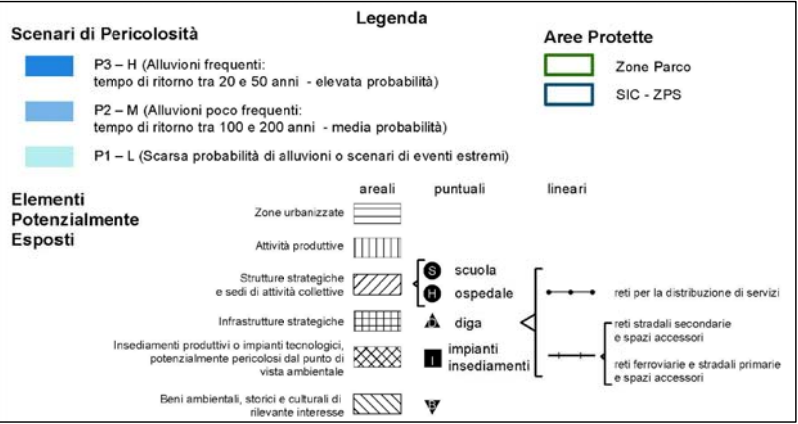 Legenda
Scenari di Pericolosità
P3 – H (Alluvioni frequenti:
tempo di ritorno tra 20 e 50 anni - elevata probabilità)
P2 – M (Alluvioni poco frequenti:
tempo di ritorno tra 100 e 200 anni - media probabilità)
P1 – L (Scarsa probabilità di alluvioni o scenari di eventi estremi)
Aree Protette
Zone Parco
SIC - ZPS
Elementi
Potenzialmente
Esposti
areali
puntuali
lineari
Zone urbanizzate
Attività produttive
Strutture strategiche
e sedi di attività collettive
Infrastrutture strategiche
Insediamenti produttivi o impianti tecnologici,
potenzialmente pericolosi dal punto di
vista ambientale
Beni ambientali, storici e culturali di
rilevante interesse
S scuola
H ospedale
D diga
I impianti
insediamenti
B
reti per la distribuzione di servizi
reti stradali secondarie
e spazi accessori
reti ferroviarie e stradali primarie
e spazi accessori